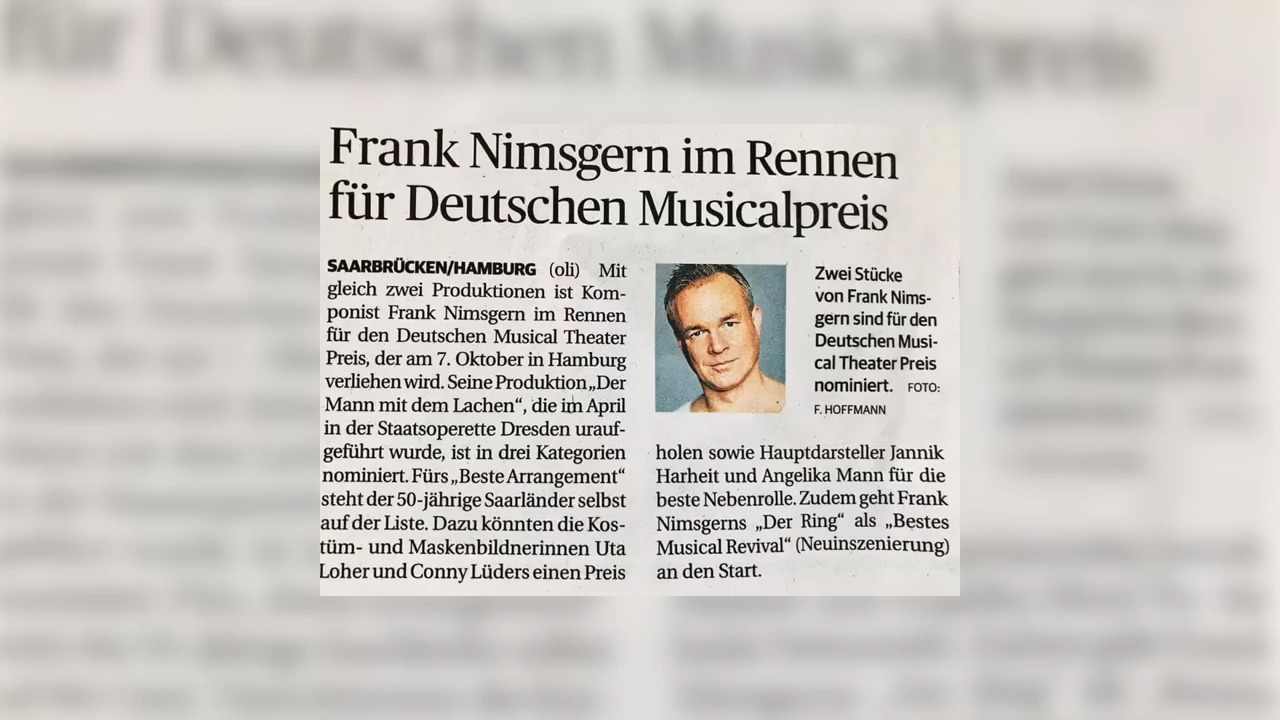 Frank Nimsgern im Rennen
für Deutschen Musicalpreis
SAARBRÜCKEN/HAMBURG (oli) Mit
gleich zwei Produktionen ist Kom-
ponist Frank Nimsgern im Rennen
für den Deutschen Musical Theater
Preis, der am 7. Oktober in Hamburg
verliehen wird. Seine Produktion „Der
Mann mit dem Lachen“, die im April
in der Staatsoperette Dresden urauf-
geführt wurde, ist in drei Kategorien
nominiert. Fürs „Beste Arrangement“
steht der 50-jährige Saarländer selbst
auf der Liste. Dazu könnten die Kos-
tüm- und Maskenbildnerinnen Uta
Loher und Conny Lüders einen Preis
Zwei Stücke
von Frank Nims-
gern sind für den
Deutschen Musi-
cal Theater Preis
nominiert. FOTO:
F. HOFFMANN
holen sowie Hauptdarsteller Jannik
Harheit und Angelika Mann für die
beste Nebenrolle. Zudem geht Frank
Nimsgerns „Der Ring“ als „Bestes
Musical Revival“ (Neuinszenierung)
an den Start.